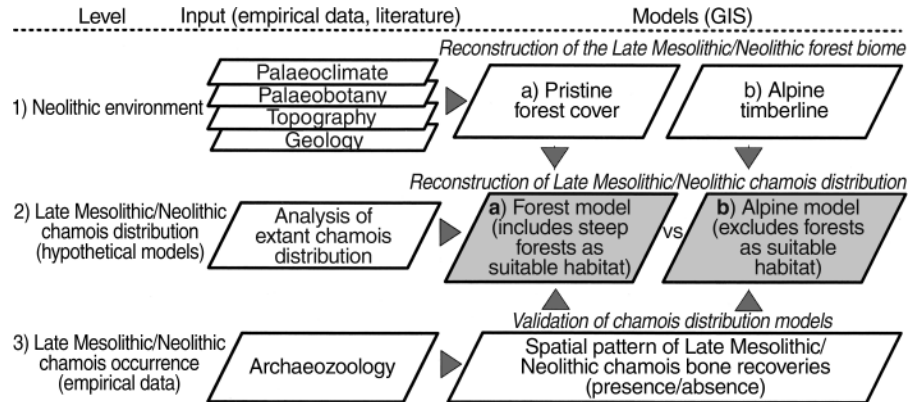 Level Input (empirical data, literature) Models (GIS)
Reconstruction of the Late Mesolithic/Neolithic forest biome
1) Neolithic environment
Palaeoclimate
Palaeobotany
Topography
Geology
a) Pristine
forest cover
b) Alpine
timberline
Reconstruction of Late Mesolithic/Neolithic chamois distribution
2) Late Mesolithic/Neolithic
chamois distribution
(hypothetical models)
Analysis of
extant chamois
distribution
a) Forest model
(includes steep
forests as
suitable habitat)
vs
b) Alpine model
(excludes forests
as suitable
habitat)
Validation of chamois distribution models
3) Late Mesolithic/Neolithic
chamois occurrence
(empirical data)
Archaeozoology
Spatial pattern of Late Mesolithic/
Neolithic chamois bone recoveries
(presence/absence)